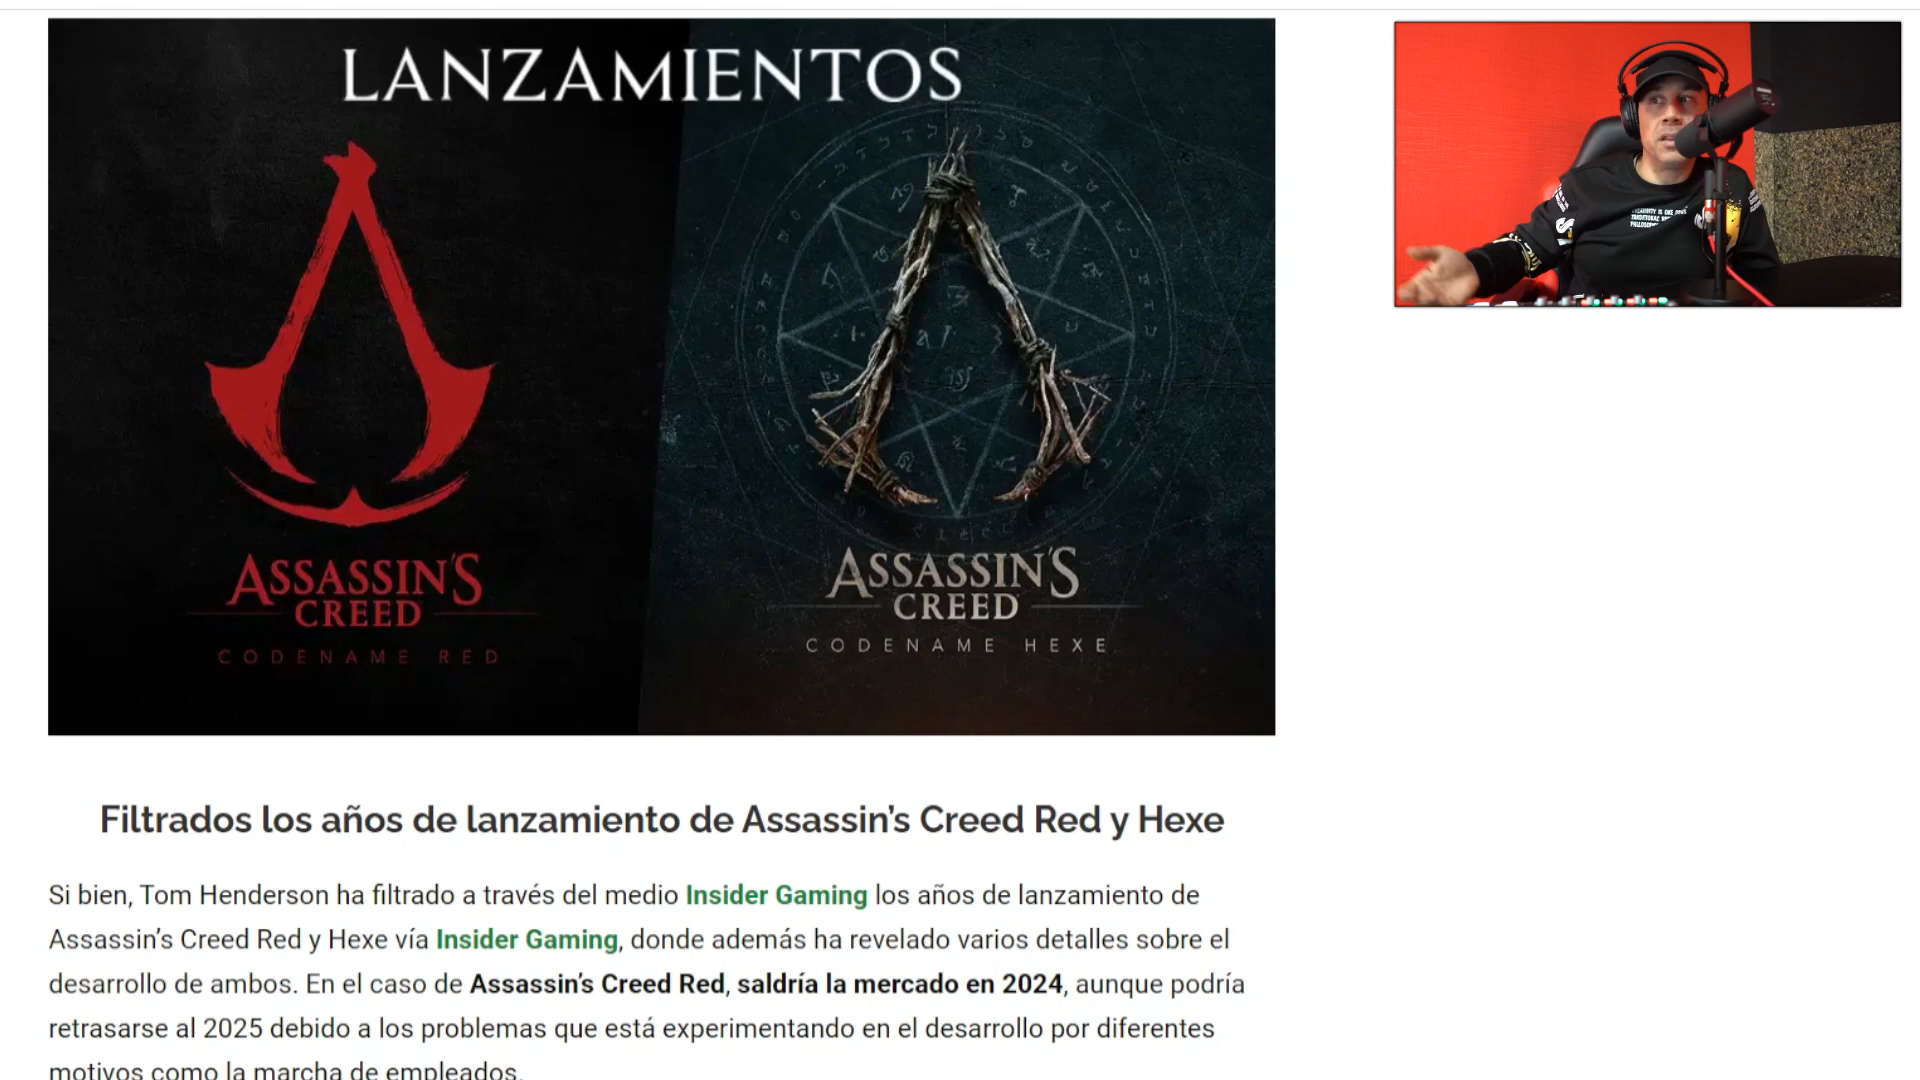 LANZAMIENTOS
ASSASSIN'S
CREED
CODENAME RED
ASSASSIN'S
CREED
CODENAME HEXE
CREATIVITY IS ONE
TRADITIONAL
Filtrados los años de lanzamiento de Assassin’s Creed Red y Hexe
Si bien, Tom Henderson ha filtrado a través del medio Insider Gaming los años de lanzamiento de
Assassin’s Creed Red y Hexe vía Insider Gaming, donde además ha revelado varios detalles sobre el
desarrollo de ambos. En el caso de Assassin’s Creed Red, saldría la mercado en 2024, aunque podría
retrasarse al 2025 debido a los problemas que está experimentando en el desarrollo por diferentes
motivos como la marcha de empleados.